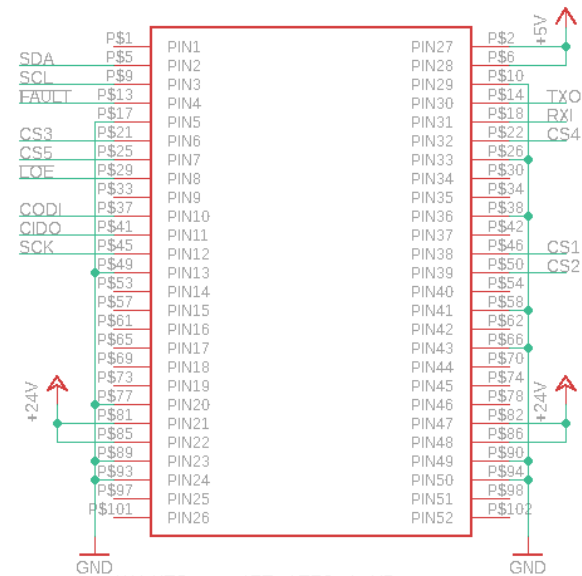 P$1 PIN1 PIN27 P$2 +5V
SDA P$5 PIN2 PIN28 P$6
SCL P$9 PIN3 PIN29 P$10
FAULT P$13 PIN4 PIN30 P$14 TXO
P$17 PIN5 PIN31 P$18 RXI
CS3 P$21 PIN6 PIN32 P$22 CS4
CS5 P$25 PIN7 PIN33 P$26
LOE P$29 PIN8 PIN34 P$30
P$33 PIN9 PIN35 P$34
CODI P$37 PIN10 PIN36 P$38
CIDO P$41 PIN11 PIN37 P$42
SCK P$45 PIN12 PIN38 P$46 CS1
P$49 PIN13 PIN39 P$50 CS2
P$53 PIN14 PIN40 P$54
P$57 PIN15 PIN41 P$58
P$61 PIN16 PIN42 P$62
P$65 PIN17 PIN43 P$66
P$69 PIN18 PIN44 P$70
P$73 PIN19 PIN45 P$74
P$77 PIN20 PIN46 P$78
+24V P$81 PIN21 PIN47 P$82 +24V
P$85 PIN22 PIN48 P$86
P$89 PIN23 PIN49 P$90
P$93 PIN24 PIN50 P$94
P$97 PIN25 PIN51 P$98
P$101 PIN26 PIN52 P$102
GND GND